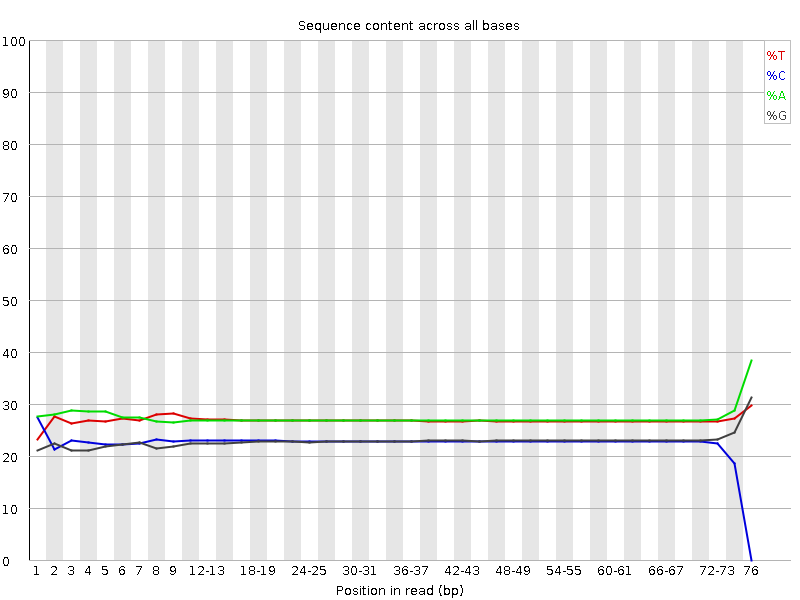 Sequence content across all bases
100
90
80
70
60
50
40
30
20
10
0
%T
%C
%A
%G
1 2 3 4 5 6 7 8 9 12-13 18-19 24-25 30-31 36-37 42-43 48-49 54-55 60-61 66-67 72-73 76
Position in read (bp)